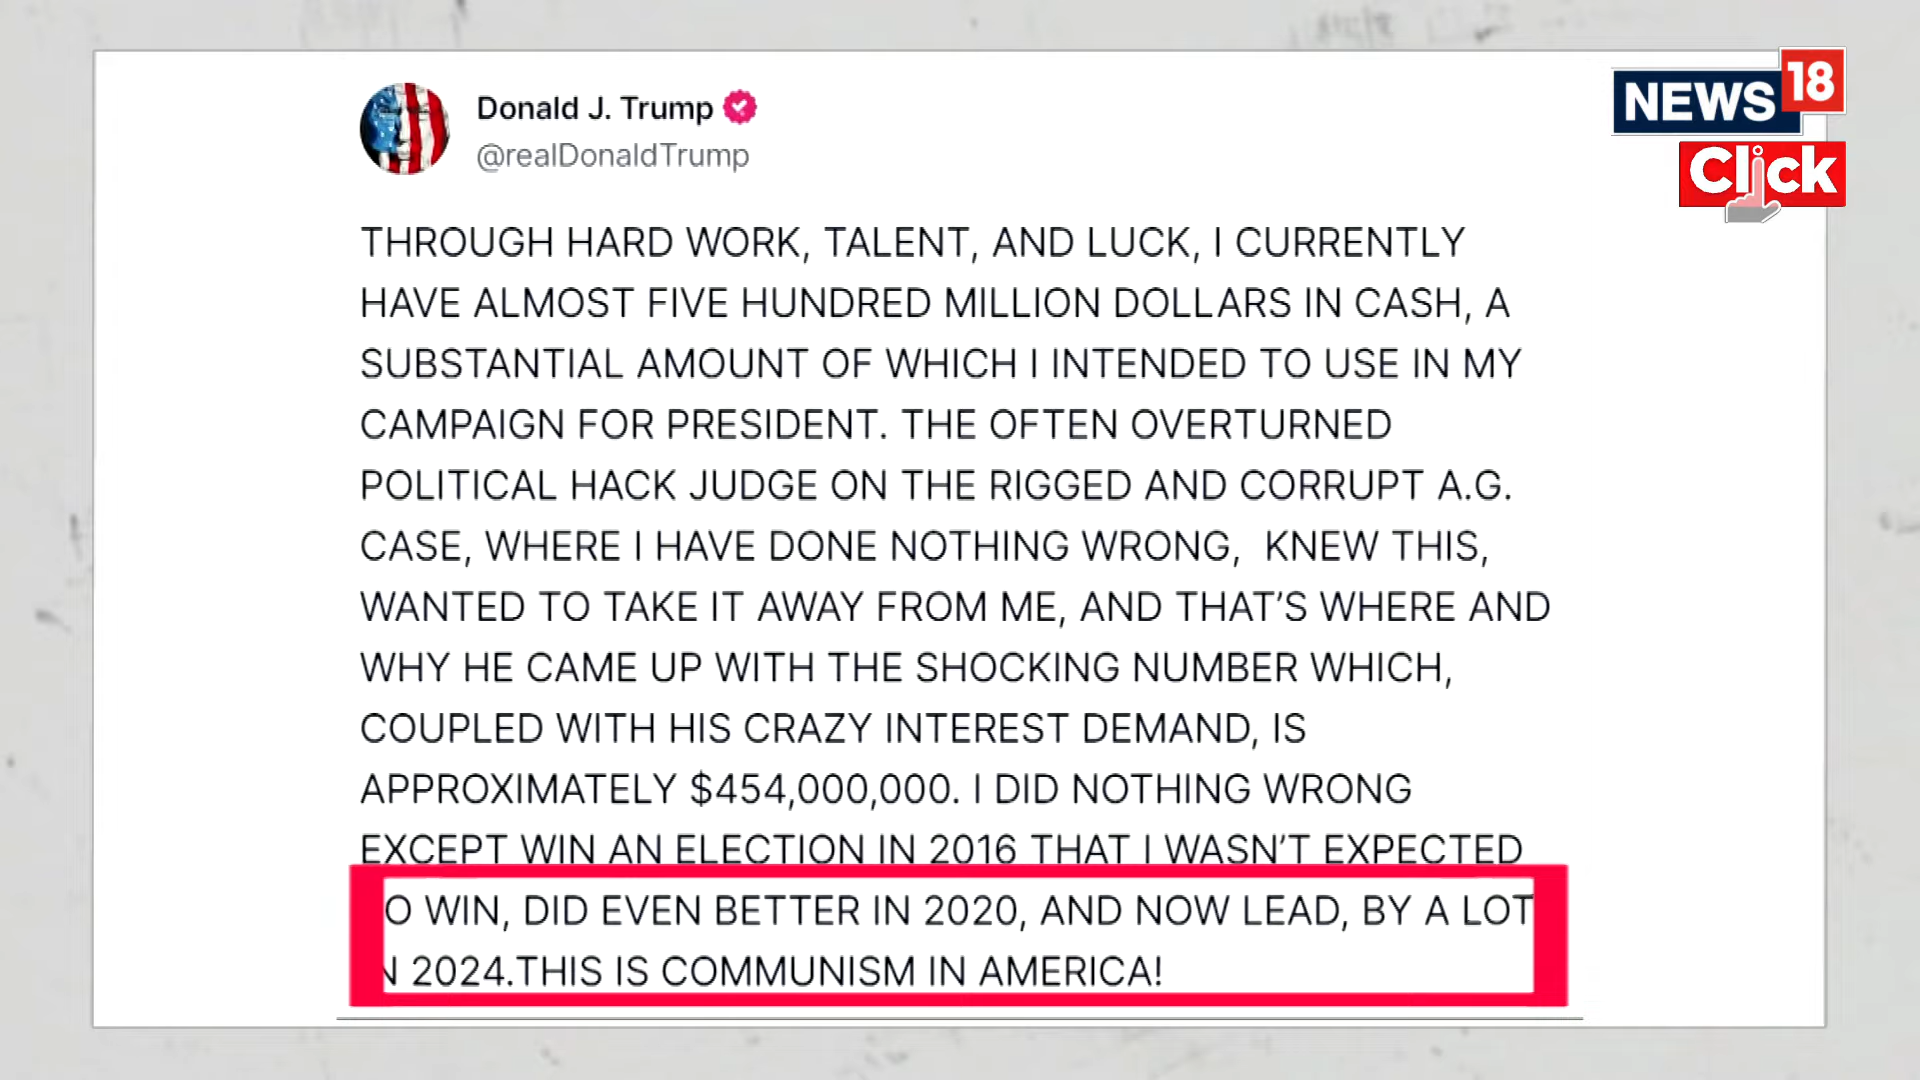 Donald J. Trump
@realDonaldTrump
NEWS 18
Click
THROUGH HARD WORK, TALENT, AND LUCK, I CURRENTLY
HAVE ALMOST FIVE HUNDRED MILLION DOLLARS IN CASH, A
SUBSTANTIAL AMOUNT OF WHICH I INTENDED TO USE IN MY
CAMPAIGN FOR PRESIDENT. THE OFTEN OVERTURNED
POLITICAL HACK JUDGE ON THE RIGGED AND CORRUPT A.G.
CASE, WHERE I HAVE DONE NOTHING WRONG,  KNEW THIS,
WANTED TO TAKE IT AWAY FROM ME, AND THAT'S WHERE AND
WHY HE CAME UP WITH THE SHOCKING NUMBER WHICH,
COUPLED WITH HIS CRAZY INTEREST DEMAND, IS
APPROXIMATELY $454,000,000. I DID NOTHING WRONG
EXCEPT WIN AN ELECTION IN 2016 THAT I WASN'T EXPECTED
O WIN, DID EVEN BETTER IN 2020, AND NOW LEAD, BY A LOT
N 2024.THIS IS COMMUNISM IN AMERICA!